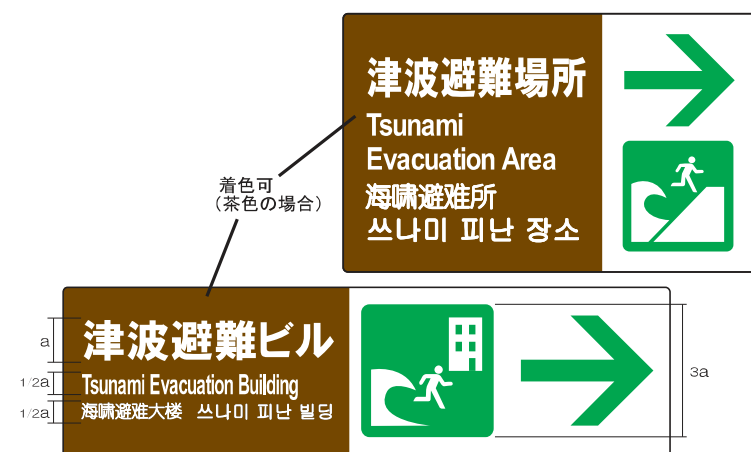 津波避難場所
Tsunami
Evacuation Area
海啸避难所
쓰나미 피난 장소
着色可
（茶色の場合）
津波避難ビル
Tsunami Evacuation Building
海啸避难大楼 쓰나미 피난 빌딩
a
1/2a
1/2a
3a